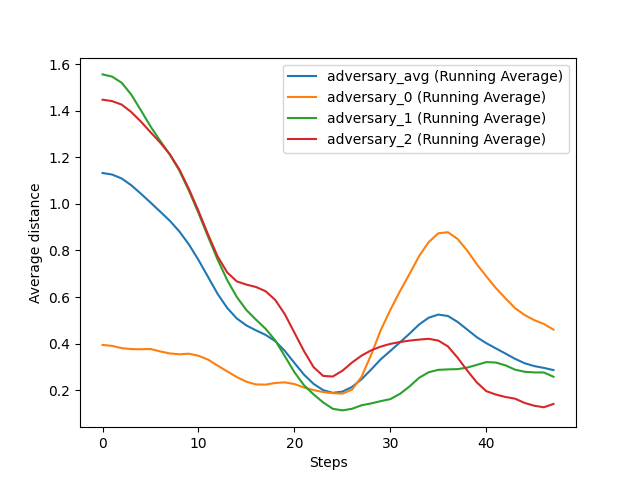 1.6
1.4
1.2
1.0
0.8
0.6
0.4
0.2
Average distance
adversary_avg (Running Average)
adversary_0 (Running Average)
adversary_1 (Running Average)
adversary_2 (Running Average)
0 10 20 30 40
Steps